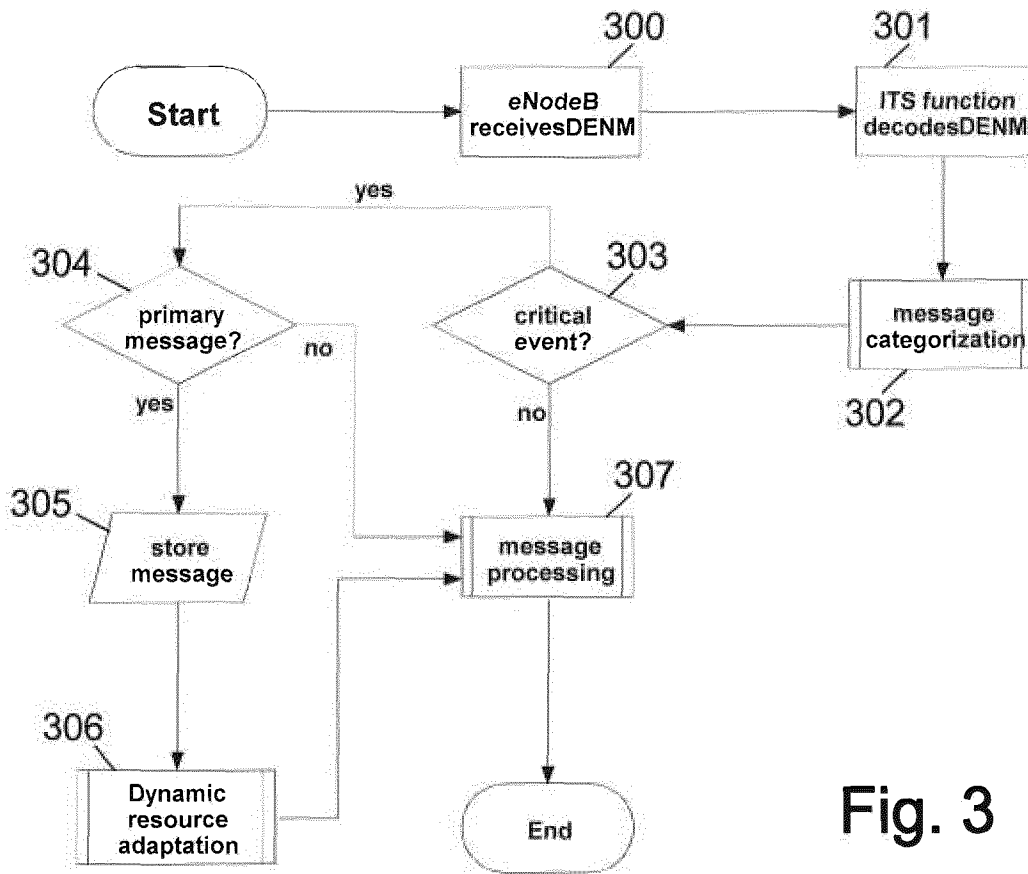 300
301
Start
eNodeB
receivesDENM
ITS function
decodesDENM
yes
304
303
primary
message?
critical
event?
message
categorization
no
302
yes
no
305
307
store
message
message
processing
306
Dynamic
resource
adaptation
End
Fig. 3